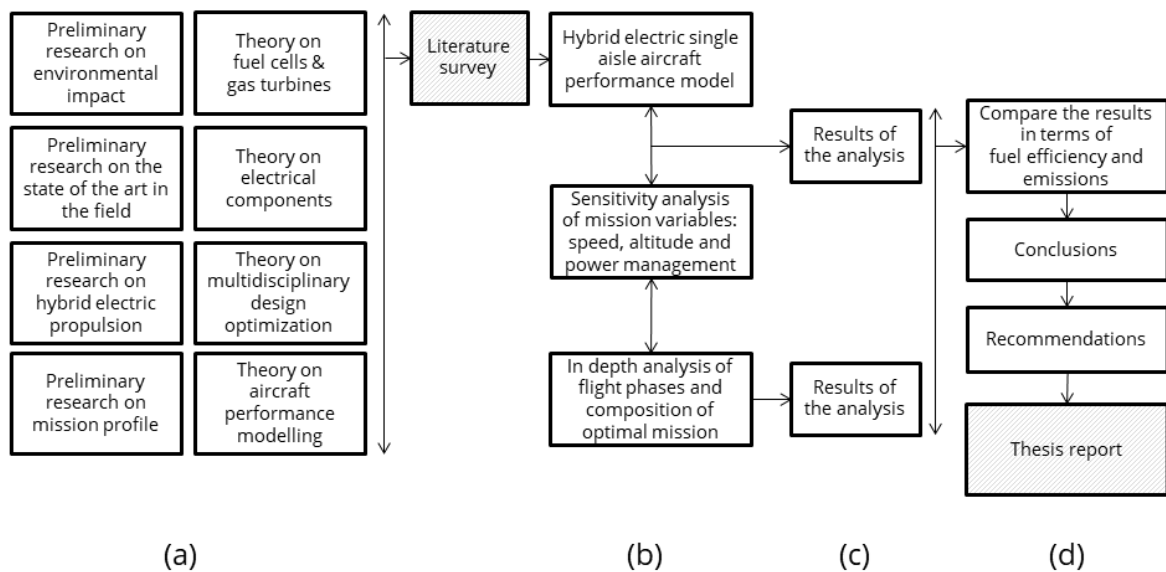 Preliminary
research on
environmental
impact
Theory on
fuel cells &
gas turbines
Preliminary
research on the
state of the art in
the field
Theory on
electrical
components
Preliminary
research on
hybrid electric
propulsion
Theory on
multidisciplinary
design
optimization
Preliminary
research on
mission profile
Theory on
aircraft
performance
modelling
Literature
survey
Hybrid electric single
aisle aircraft
performance model
Sensitivity analysis
of mission variables:
speed, altitude and
power management
In depth analysis of
flight phases and
composition of
optimal mission
Results of
the analysis
Results of
the analysis
Compare the results
in terms of
fuel efficiency and
emissions
Conclusions
Recommendations
Thesis report
(a)
(b)
(c)
(d)